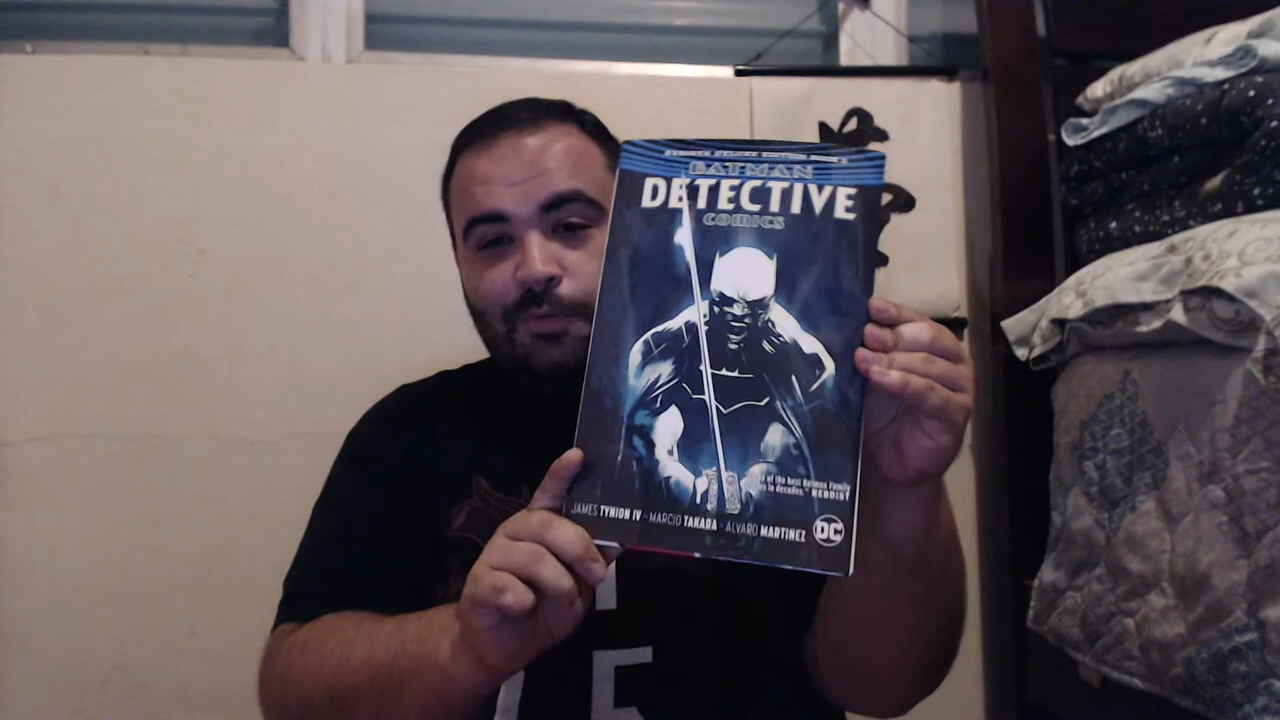 BATMAN
DETECTIVE
COMICS
of the best Batman Family
in decades." NERDIST
JAMES TYNION IV • MARCIO TAKARA • ALVARO MARTINEZ
DC
E